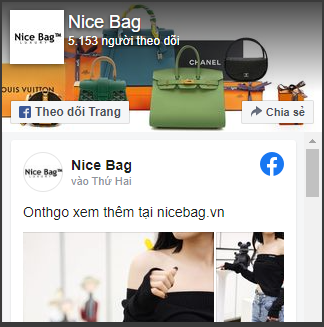 Nice Bag™
LUXURY
Nice Bag
5.153 người theo dõi
CHANEL
LOUIS VUITTON
Theo dõi Trang
Chia sẻ
Nice Bag™
Nice Bag
vào Thứ Hai
Onthgo xem thêm tại nicebag.vn